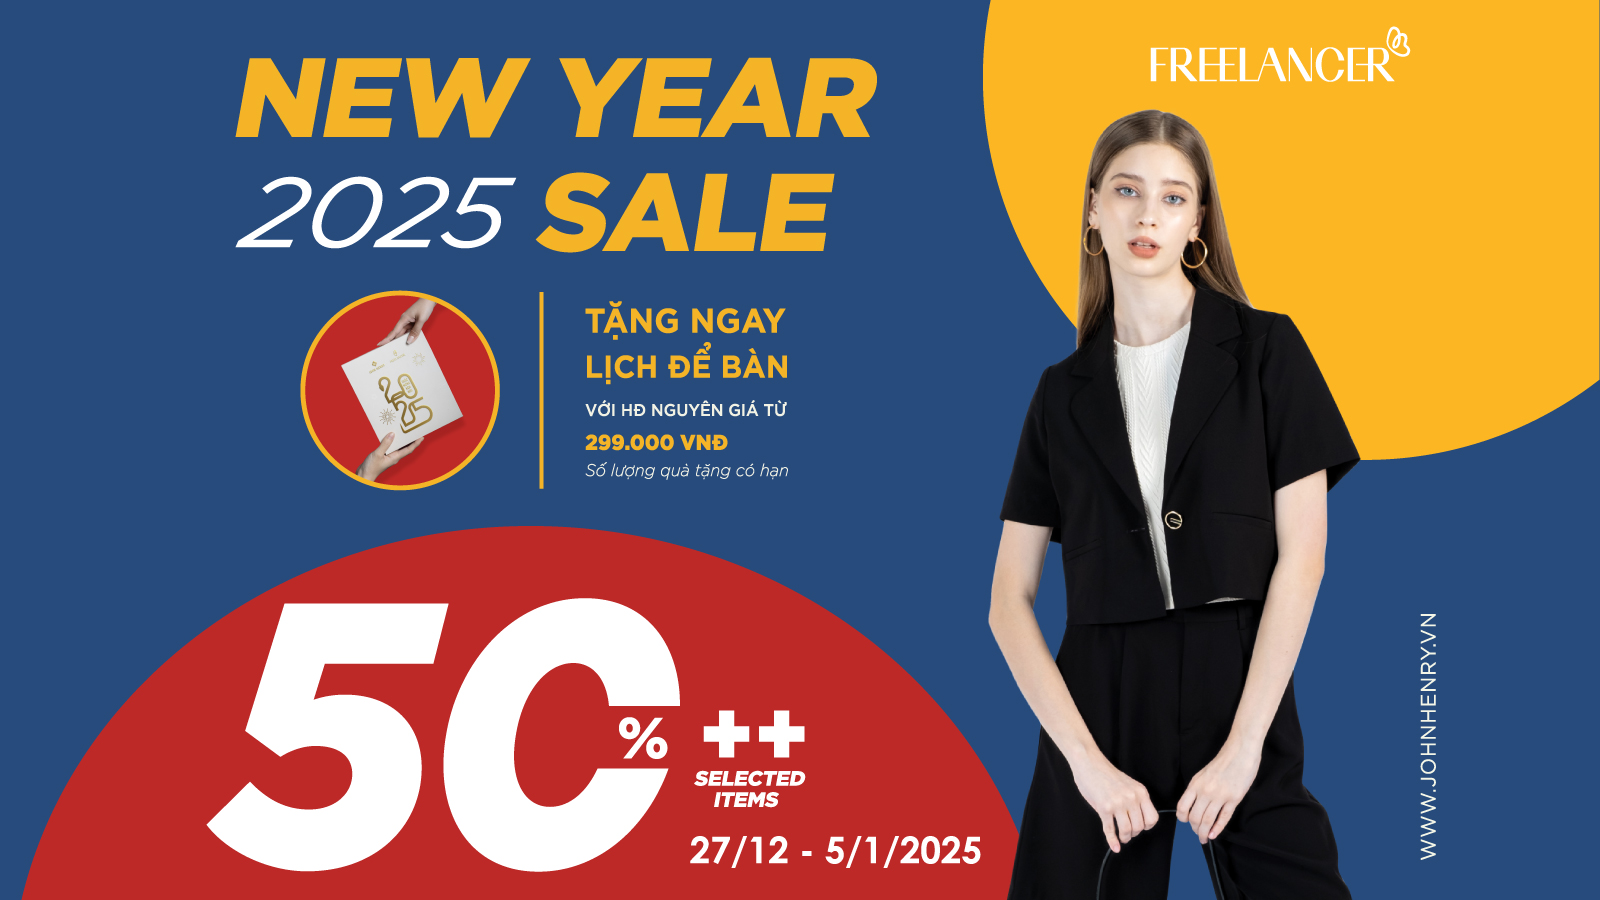 FREELANCER
NEW YEAR
2025 SALE
TẶNG NGAY
LỊCH ĐỂ BÀN
VỚI HĐ NGUYÊN GIÁ TỪ
299.000 VNĐ
Số lượng quà tặng có hạn
2025
50% ++
SELECTED
ITEMS
27/12 - 5/1/2025
WWW.JOHNHENRY.VN